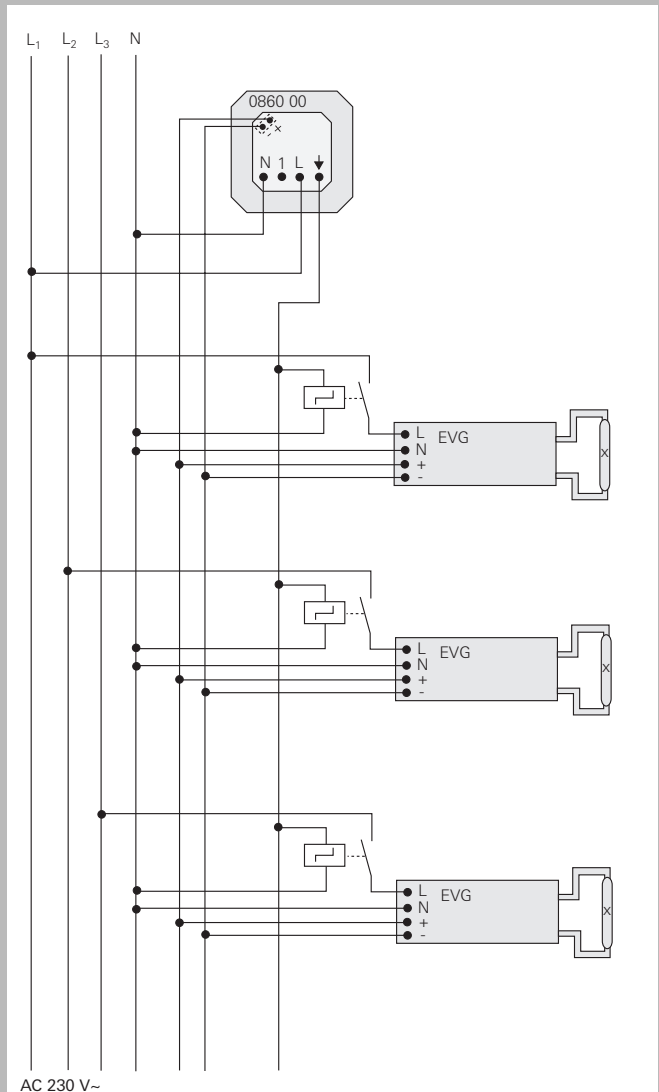 L1 L2 L3 N
0860 00
x
N 1 L
L EVG
N
+
-
x
L EVG
N
+
-
x
L EVG
N
+
-
x
AC 230 V~